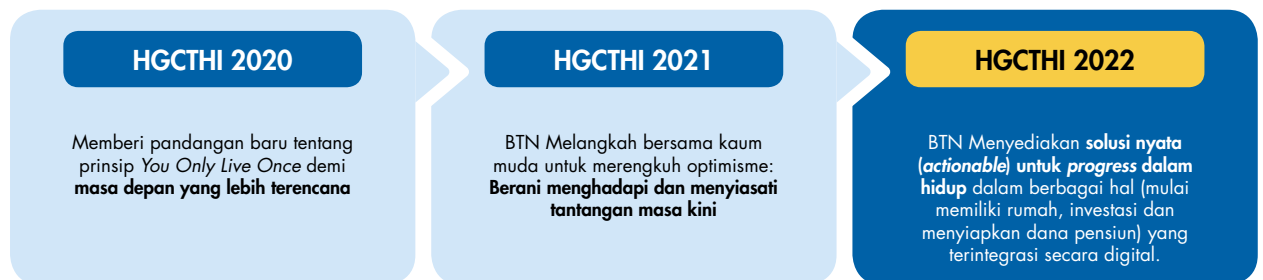 HGCTHI 2020
Memberi pandangan baru tentang
prinsip You Only Live Once demi
masa depan yang lebih terencana
HGCTHI 2021
BTN Melangkah bersama kaum
muda untuk merengkuh optimisme:
Berani menghadapi dan menyiasati
tantangan masa kini
HGCTHI 2022
BTN Menyediakan solusi nyata
(actionable) untuk progress dalam
hidup dalam berbagai hal (mulai
memiliki rumah, investasi dan
menyiapkan dana pensiun) yang
terintegrasi secara digital.